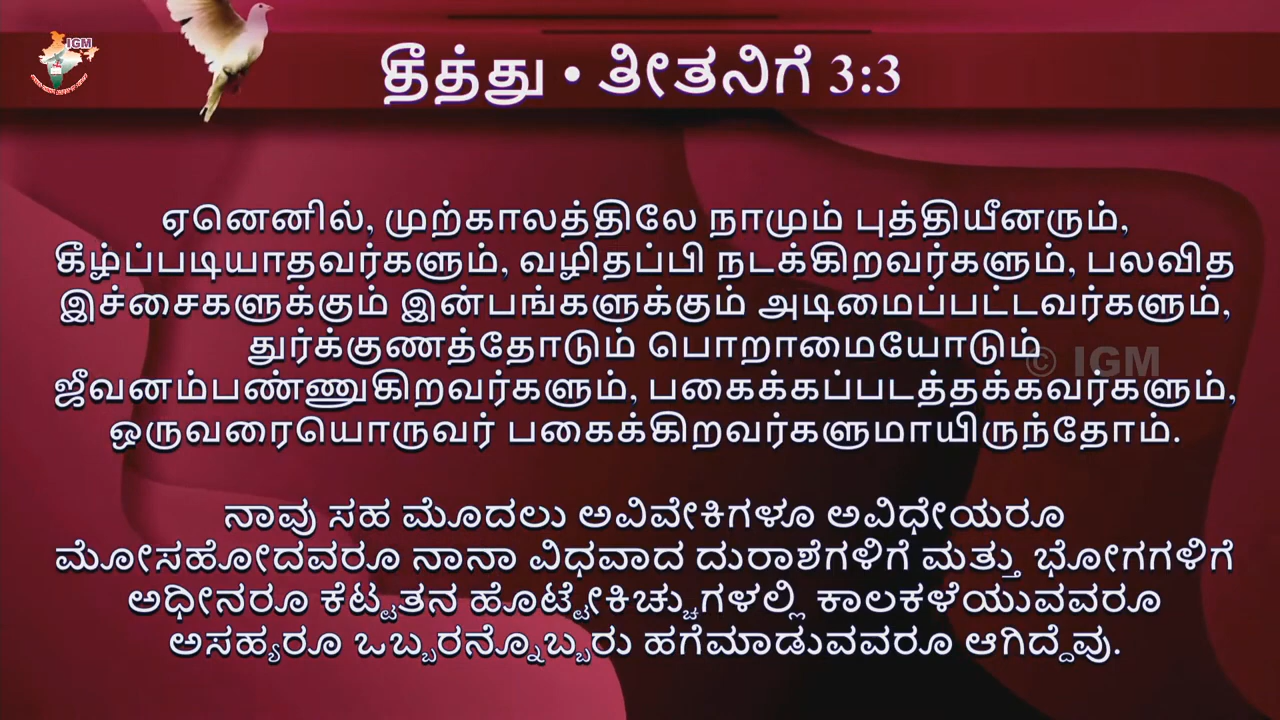 IGM
தீத்து • ತೀತನಿಗೆ 3:3
ஏனெனில், முற்காலத்திலே நாமும் புத்தியீனரும்,
கீழ்ப்படியாதவர்களும், வழிதப்பி நடக்கிறவர்களும், பலவித
இச்சைகளுக்கும் இன்பங்களுக்கும் அடிமைப்பட்டவர்களும்,
துர்க்குணத்தோடும் பொறாமையோடும்
© IGM
ஜீவனம்பண்ணுகிறவர்களும், பகைக்கப்படத்தக்கவர்களும்,
ஒருவரையொருவர் பகைக்கிறவர்களுமாயிருந்தோம்.
ನಾವು ಸಹ ಮೊದಲು ಅವಿವೇಕಿಗಳೂ ಅವಿಧೇಯರೂ
ಮೋಸಹೋದವರೂ ನಾನಾ ವಿಧವಾದ ದುರಾಶೆಗಳಿಗೆ ಮತ್ತು ಭೋಗಗಳಿಗೆ
ಅಧೀನರೂ ಕೆಟ್ಟತನ ಹೊಟ್ಟೇಕಿಚ್ಚುಗಳಲ್ಲಿ ಕಾಲಕಳೆಯುವವರೂ
ಅಸಹ್ಯರೂ ಒಬ್ಬರನ್ನೊಬ್ಬರು ಹಗೆಮಾಡುವವರೂ ಆಗಿದ್ದೆವು.